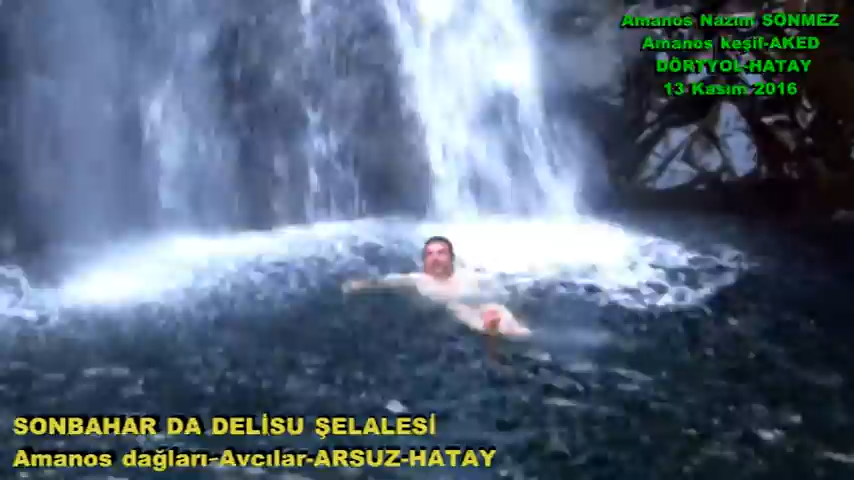 Amanos Nazım SÖNMEZ
Amanos keşif-AKED
DÖRTYOL-HATAY
13 Kasım 2016
SONBAHAR DA DELİSU ŞELALESİ
Amanos dağları-Avcılar-ARSUZ-HATAY